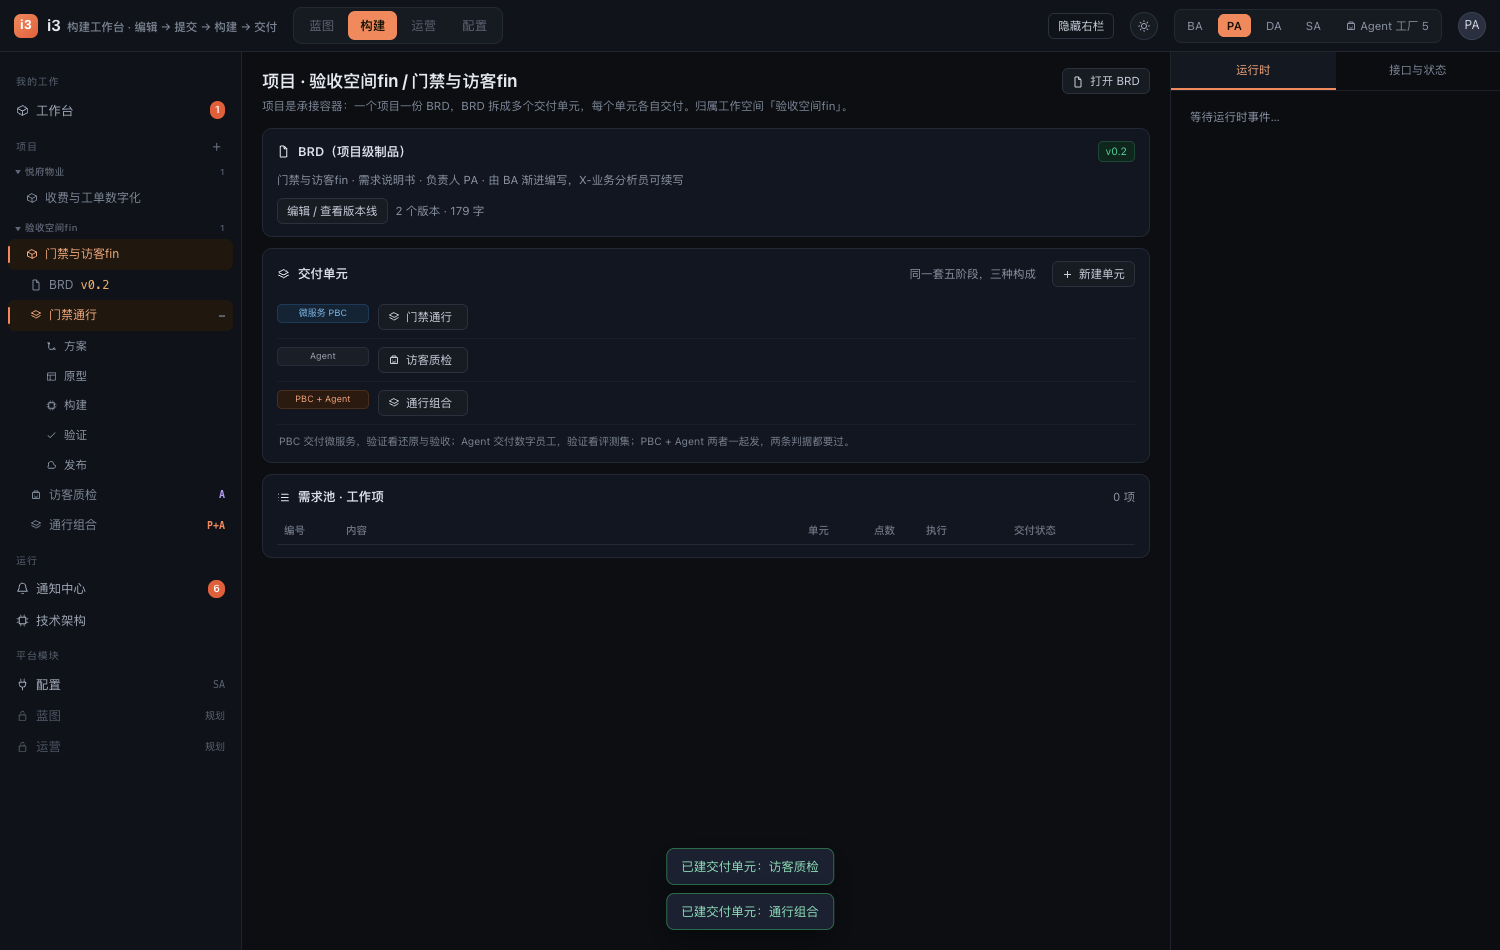 i3 i3 构建工作台 · 编辑 → 提交 → 构建 → 交付 蓝图 构建 运营 配置 隐藏右栏 BA PA DA SA Agent 工厂 5 PA
我的工作
工作台 1
项目 +
悦府物业 1
收费与工单数字化
验收空间fin 1
门禁与访客fin
BRD v0.2
门禁通行 —
方案
原型
构建
验证
发布
访客质检 A
通行组合 P+A
运行
通知中心 6
技术架构
平台模块
配置 SA
蓝图 规划
运营 规划
项目 · 验收空间fin / 门禁与访客fin 打开 BRD
项目是承接容器：一个项目一份 BRD，BRD 拆成多个交付单元，每个单元各自交付。归属工作空间「验收空间fin」。
BRD（项目级制品） v0.2
门禁与访客fin · 需求说明书 · 负责人 PA · 由 BA 渐进编写，X-业务分析员可续写
编辑 / 查看版本线 2 个版本 · 179 字
交付单元 同一套五阶段，三种构成 + 新建单元
微服务 PBC 门禁通行
Agent 访客质检
PBC + Agent 通行组合
PBC 交付微服务，验证看还原与验收；Agent 交付数字员工，验证看评测集；PBC + Agent 两者一起发，两条判据都要过。
需求池 · 工作项 0 项
编号 内容 单元 点数 执行 交付状态
已建交付单元：访客质检
已建交付单元：通行组合
运行时 接口与状态
等待运行时事件…